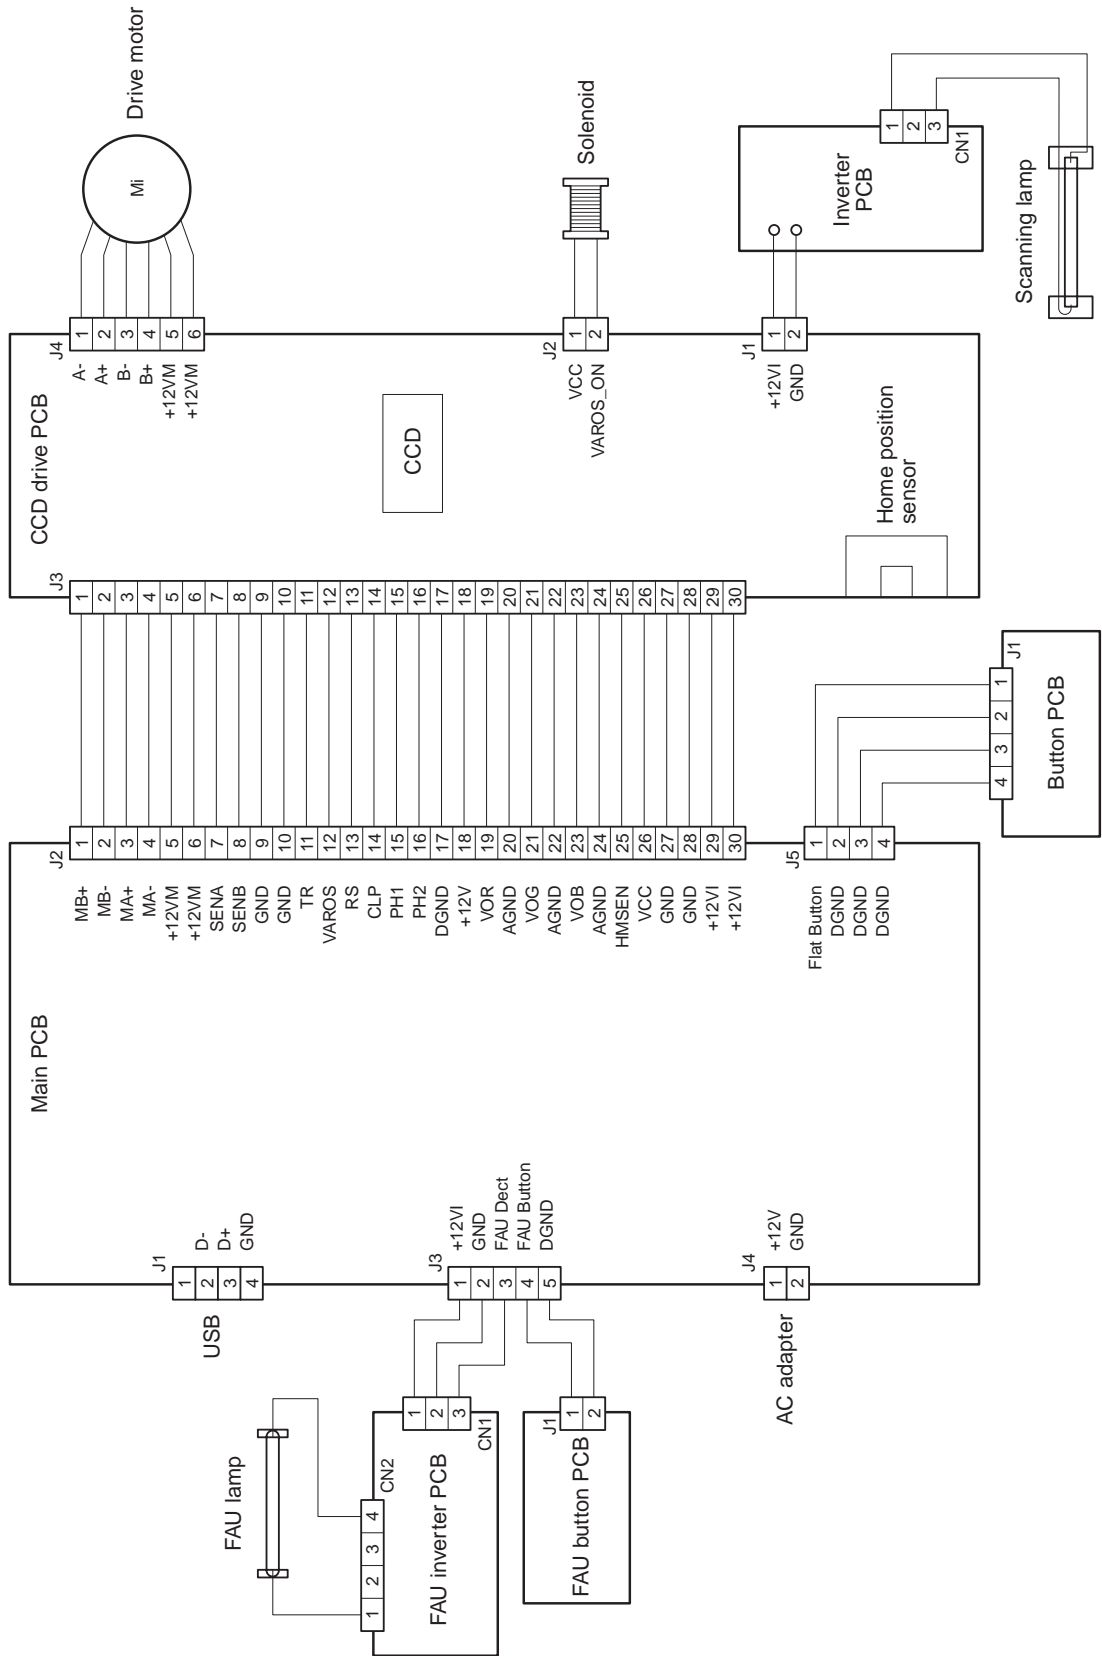 Drive motor
Mi
J4
1
2
3
4
5
6
A-
A+
B-
B+
+12VM
+12VM
CCD drive PCB
CCD
Solenoid
J2
1
2
VCC
VAROS_ON
Inverter
PCB
1
2
3
CN1
Scanning lamp
J1
1
2
+12VI
GND
Home position
sensor
J3
1
2
3
4
5
6
7
8
9
10
11
12
13
14
15
16
17
18
19
20
21
22
23
24
25
26
27
28
29
30
J2
1
2
3
4
5
6
7
8
9
10
11
12
13
14
15
16
17
18
19
20
21
22
23
24
25
26
27
28
29
30
MB+
MB-
MA+
MA-
+12VM
+12VM
SENA
SENB
GND
GND
TR
VAROS
RS
CLP
PH1
PH2
DGND
+12V
VOR
AGND
VOG
AGND
VOB
AGND
HMSEN
VCC
GND
GND
+12VI
+12VI
Main PCB
J5
1
2
3
4
Flat Button
DGND
DGND
DGND
J1
1
2
3
4
Button PCB
J1
1
2
3
4
D-
D+
GND
USB
J3
1
2
3
4
5
+12VI
GND
FAU Dect
FAU Button
DGND
J4
1
2
+12V
GND
AC adapter
FAU lamp
CN2
1
2
3
4
1
2
3
CN1
FAU inverter PCB
J1
1
2
FAU button PCB